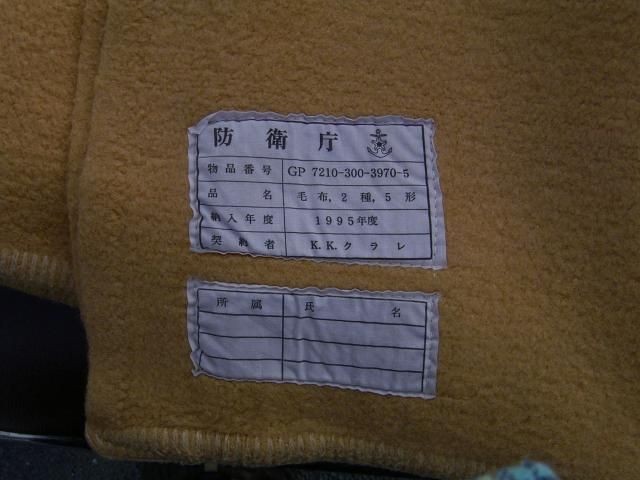 防衛庁
物品番号 GP 7210-300-3970-5
品名 毛布,2種,5形
納入年度 1995年度
契約者 K.K.クラレ
所属 氏名